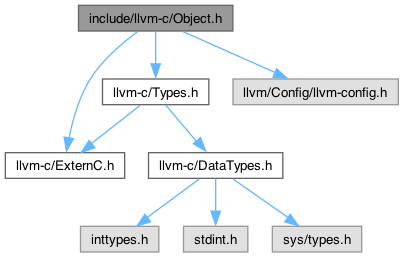 include/llvm-c/Object.h
llvm-c/Types.h
llvm/Config/llvm-config.h
llvm-c/ExternC.h
llvm-c/DataTypes.h
inttypes.h
stdint.h
sys/types.h